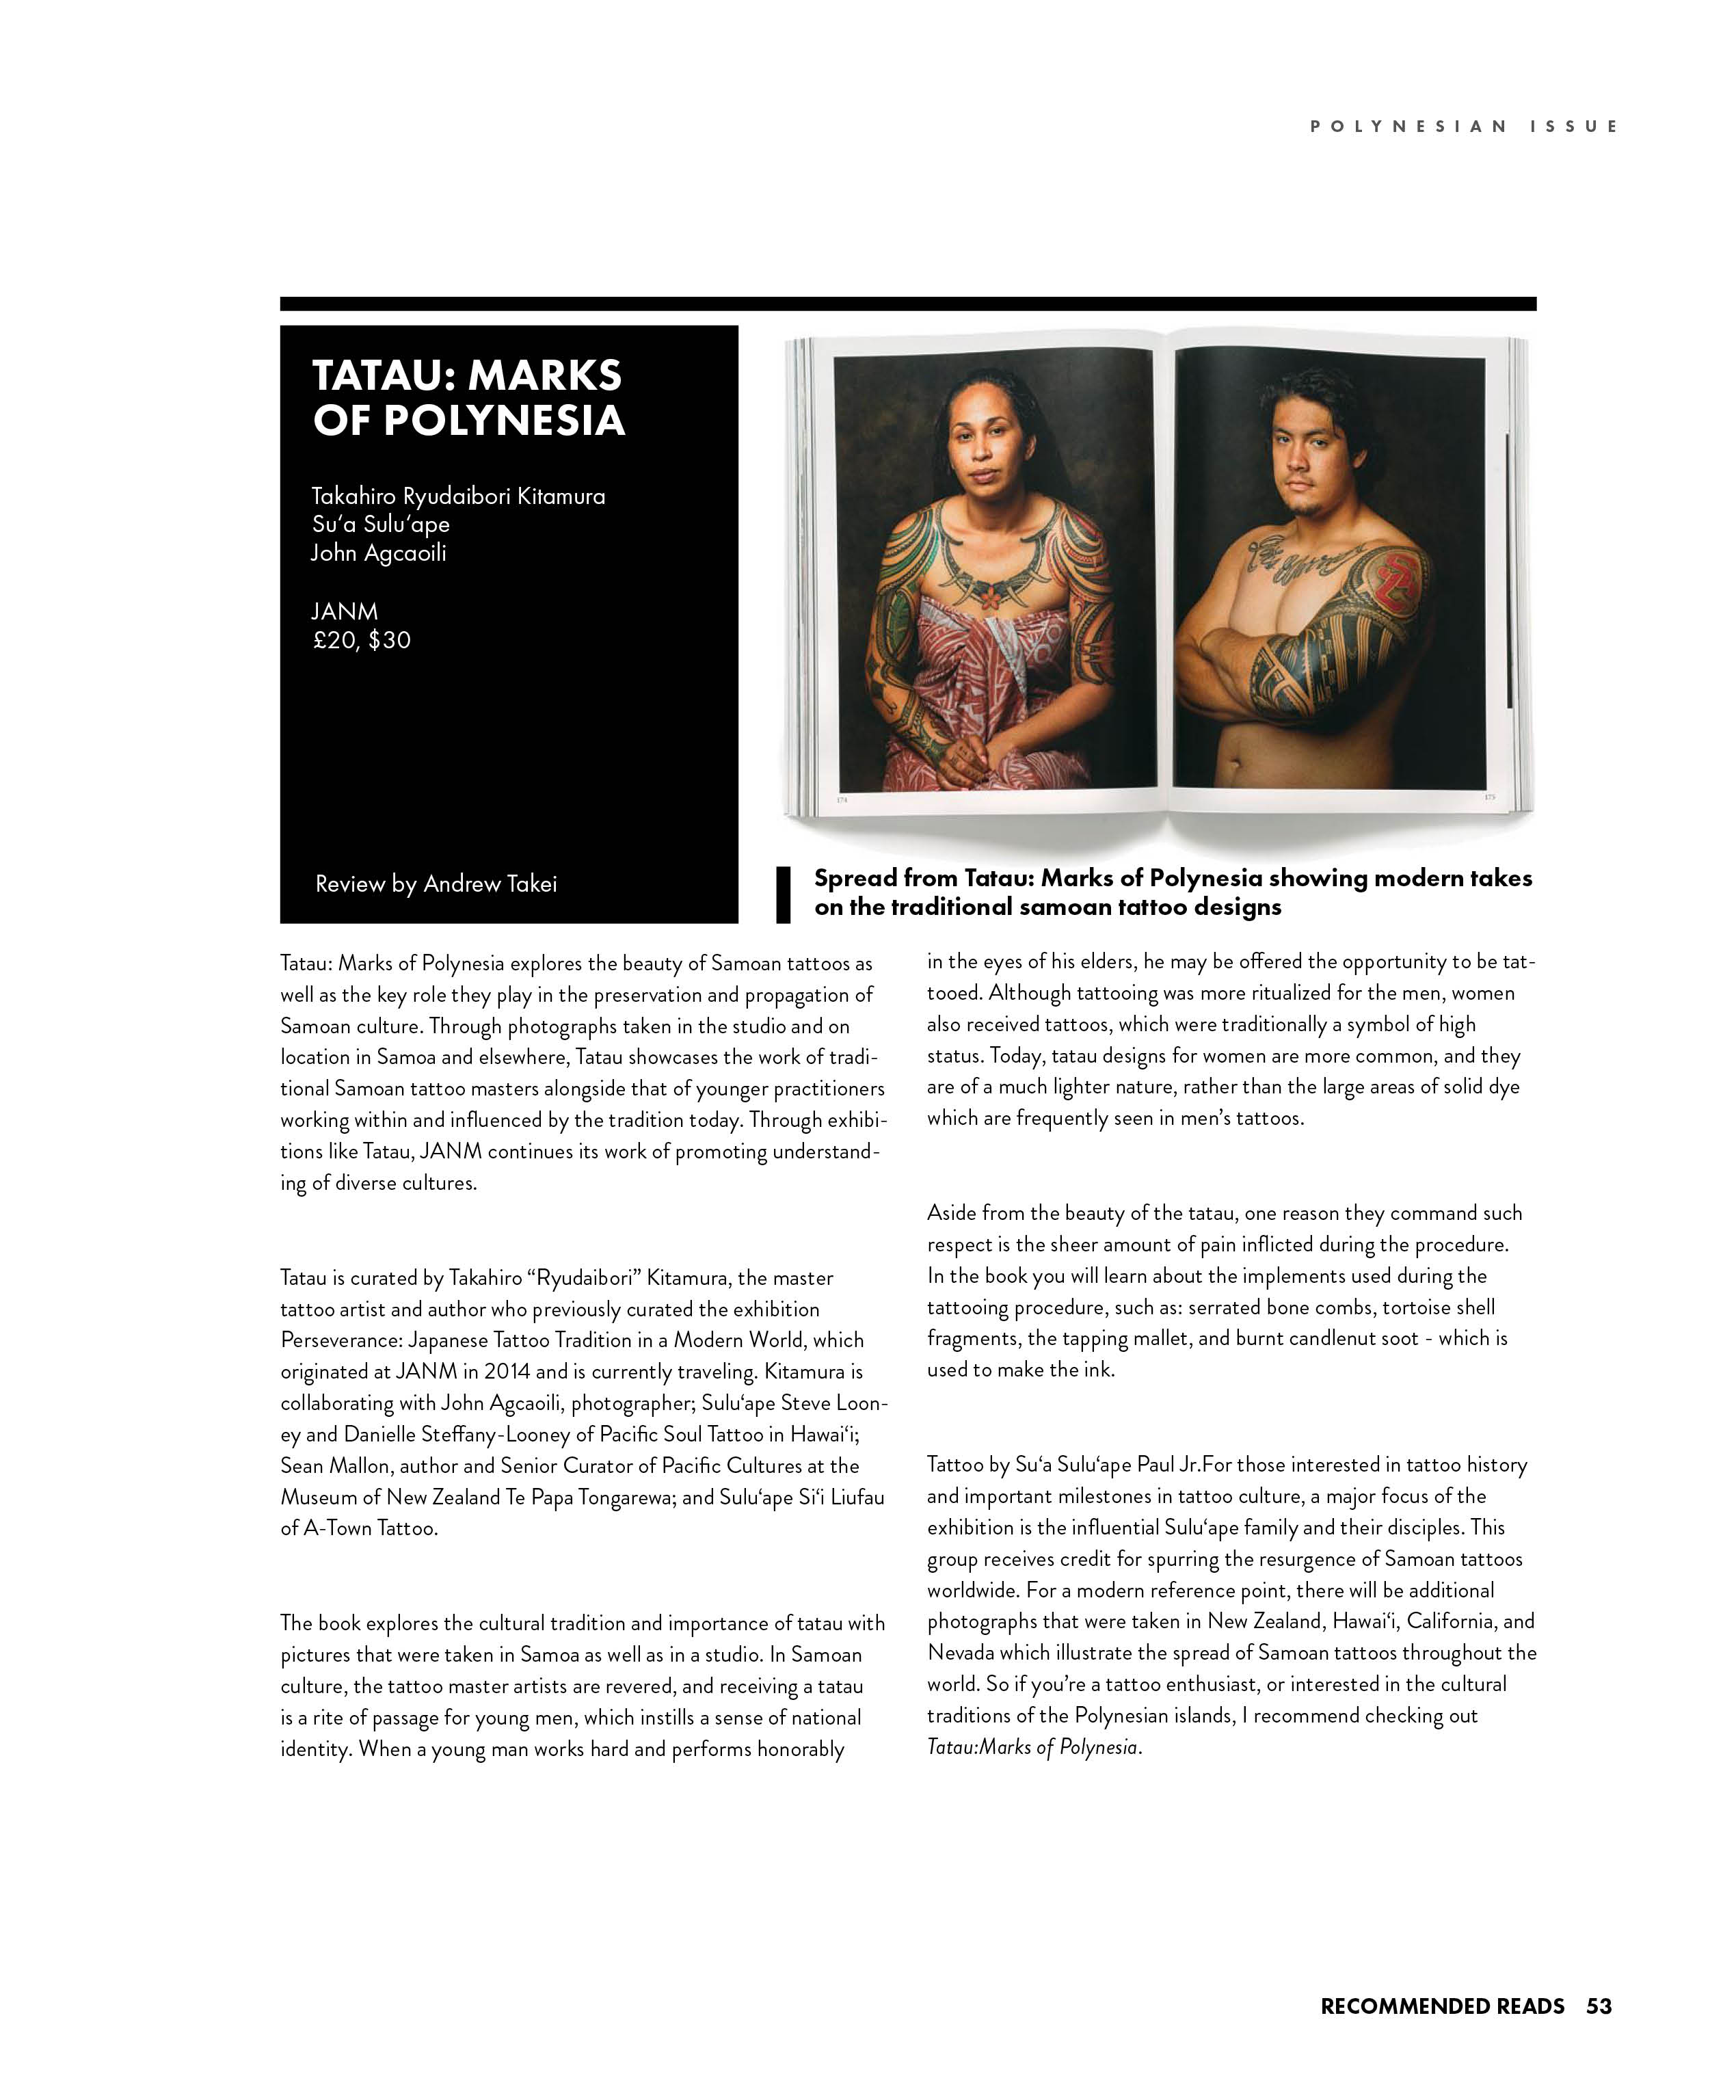 POLYNESIAN ISSUE
TATAU: MARKS
OF POLYNESIA
Takahiro Ryudaibori Kitamura
Su‘a Sulu‘ape
John Agcaoili
JANM
£20, $30
Review by Andrew Takei
174
175
Spread from Tatau: Marks of Polynesia showing modern takes
on the traditional samoan tattoo designs
Tatau: Marks of Polynesia explores the beauty of Samoan tattoos as
well as the key role they play in the preservation and propagation of
Samoan culture. Through photographs taken in the studio and on
location in Samoa and elsewhere, Tatau showcases the work of tradi-
tional Samoan tattoo masters alongside that of younger practitioners
working within and influenced by the tradition today. Through exhibi-
tions like Tatau, JANM continues its work of promoting understand-
ing of diverse cultures.
Tatau is curated by Takahiro “Ryudaibori” Kitamura, the master
tattoo artist and author who previously curated the exhibition
Perseverance: Japanese Tattoo Tradition in a Modern World, which
originated at JANM in 2014 and is currently traveling. Kitamura is
collaborating with John Agcaoili, photographer; Sulu‘ape Steve Loon-
ey and Danielle Steffany-Looney of Pacific Soul Tattoo in Hawai‘i;
Sean Mallon, author and Senior Curator of Pacific Cultures at the
Museum of New Zealand Te Papa Tongarewa; and Sulu‘ape Si‘i Liufau
of A-Town Tattoo.
The book explores the cultural tradition and importance of tatau with
pictures that were taken in Samoa as well as in a studio. In Samoan
culture, the tattoo master artists are revered, and receiving a tatau
is a rite of passage for young men, which instills a sense of national
identity. When a young man works hard and performs honorably
in the eyes of his elders, he may be offered the opportunity to be tat-
tooed. Although tattooing was more ritualized for the men, women
also received tattoos, which were traditionally a symbol of high
status. Today, tatau designs for women are more common, and they
are of a much lighter nature, rather than the large areas of solid dye
which are frequently seen in men’s tattoos.
Aside from the beauty of the tatau, one reason they command such
respect is the sheer amount of pain inflicted during the procedure.
In the book you will learn about the implements used during the
tattooing procedure, such as: serrated bone combs, tortoise shell
fragments, the tapping mallet, and burnt candlenut soot - which is
used to make the ink.
Tattoo by Su‘a Sulu‘ape Paul Jr.For those interested in tattoo history
and important milestones in tattoo culture, a major focus of the
exhibition is the influential Sulu‘ape family and their disciples. This
group receives credit for spurring the resurgence of Samoan tattoos
worldwide. For a modern reference point, there will be additional
photographs that were taken in New Zealand, Hawai‘i, California, and
Nevada which illustrate the spread of Samoan tattoos throughout the
world. So if you’re a tattoo enthusiast, or interested in the cultural
traditions of the Polynesian islands, I recommend checking out
Tatau:Marks of Polynesia.
RECOMMENDED READS 53